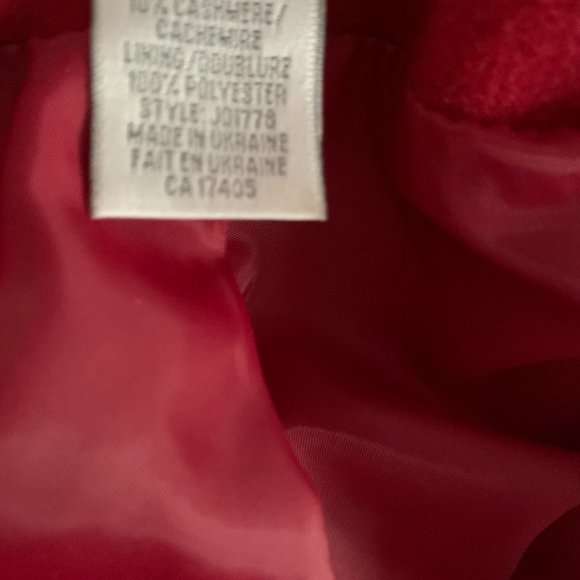 10% CASHMERE/
CACHEMIRE
LINING/DOUBLURE
100% POLYESTER
STYLE: J01778
MADE IN UKRAINE
FAIT EN UKRAINE
CA 17405